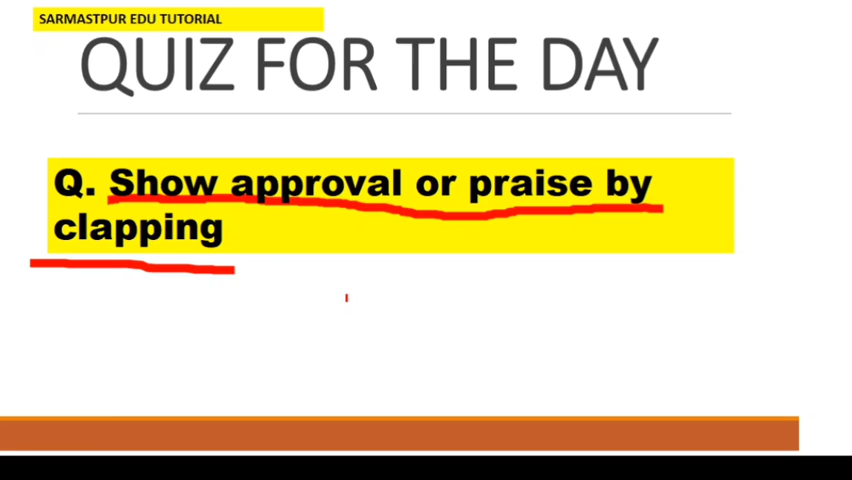 SARMASTPUR EDU TUTORIAL
QUIZ FOR THE DAY
Q. Show approval or praise by
clapping